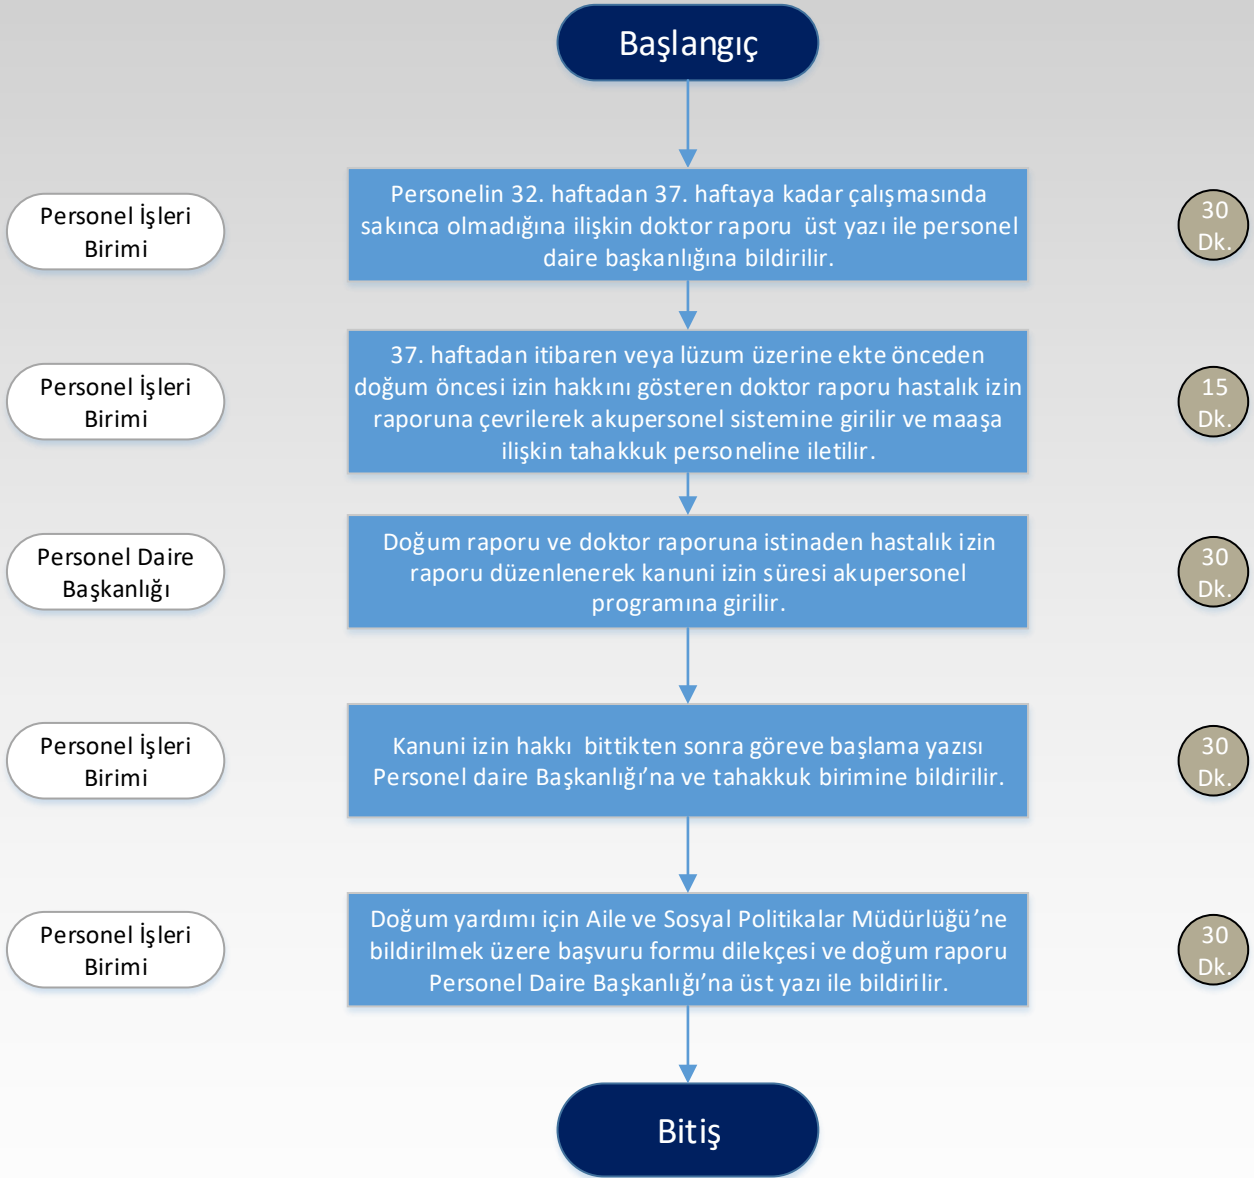 Başlangıç
Personel İşleri
Birimi
Personelin 32. haftadan 37. haftaya kadar çalışmasında
sakınca olmadığına ilişkin doktor raporu üst yazı ile personel
daire başkanlığına bildirilir.
30
Dk.
Personel İşleri
Birimi
37. haftadan itibaren veya lüzum üzerine ekte önceden
doğum öncesi izin hakkını gösteren doktor raporu hastalık izin
raporuna çevrilerek akupersonel sistemine girilir ve maaşa
ilişkin tahakkuk personeline iletilir.
15
Dk.
Personel Daire
Başkanlığı
Doğum raporu ve doktor raporuna istinaden hastalık izin
raporu düzenlenerek kanuni izin süresi akupersonel
programına girilir.
30
Dk.
Personel İşleri
Birimi
Kanuni izin hakkı bittikten sonra göreve başlama yazısı
Personel daire Başkanlığı’na ve tahakkuk birimine bildirilir.
30
Dk.
Personel İşleri
Birimi
Doğum yardımı için Aile ve Sosyal Politikalar Müdürlüğü’ne
bildirilmek üzere başvuru formu dilekçesi ve doğum raporu
Personel Daire Başkanlığı’na üst yazı ile bildirilir.
30
Dk.
Bitiş